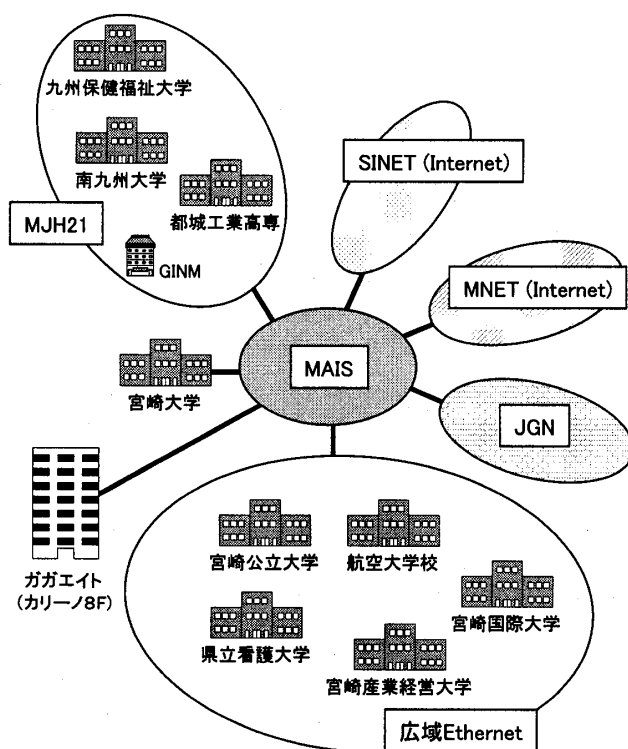 九州保健福祉大学
南九州大学
都城工業高専
MJH21
GINM
SINET (Internet)
MNET (Internet)
MAIS
宮崎大学
JGN
ガガエイト
(カリーノ8F)
宮崎公立大学
航空大学校
宮崎国際大学
県立看護大学
宮崎産業経営大学
広域Ethernet